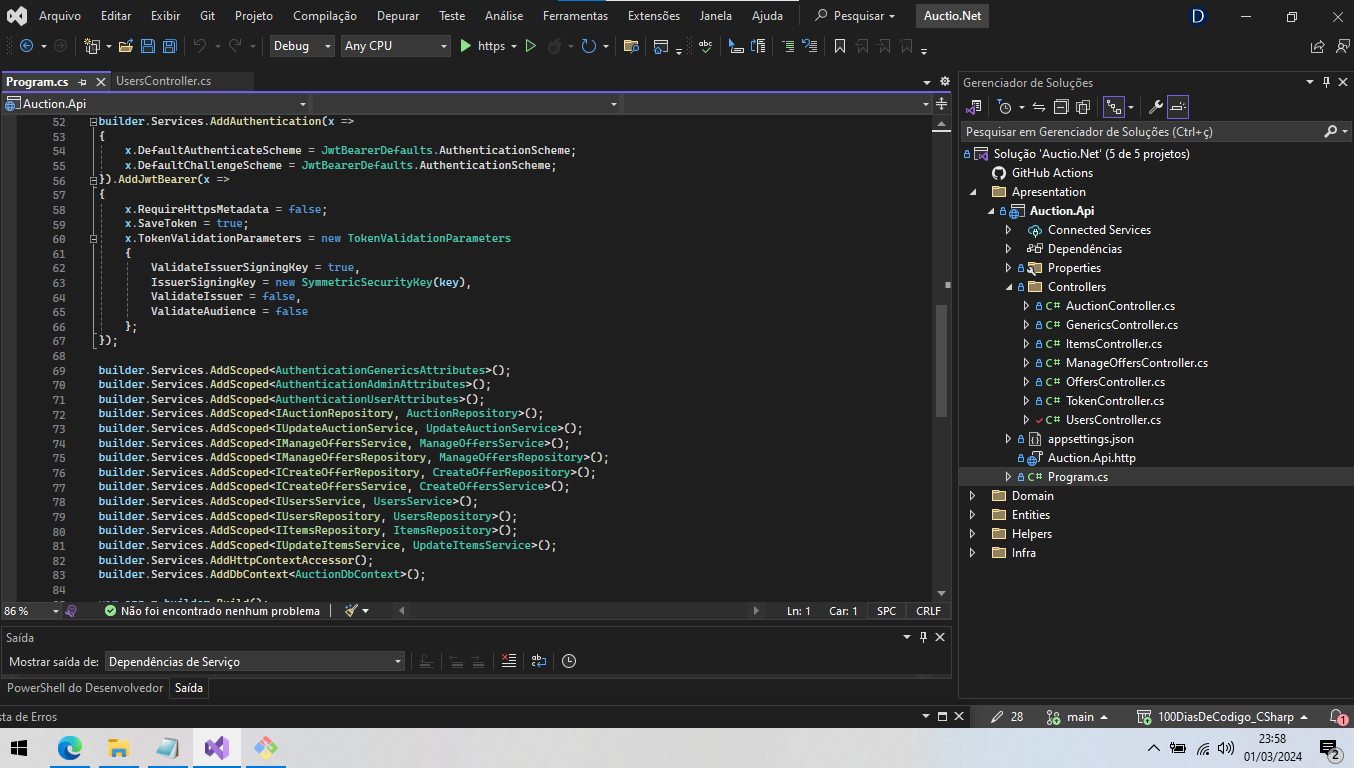 Arquivo Editar Exibir Git Projeto Compilação Depurar Teste Análise Ferramentas Extensões Janela Ajuda Pesquisar Auctio.Net D
Debug Any CPU https
Program.cs UsersController.cs
Auction.Api
52 builder.Services.AddAuthentication(x =>
53 {
54 x.DefaultAuthenticateScheme = JwtBearerDefaults.AuthenticationScheme;
55 x.DefaultChallengeScheme = JwtBearerDefaults.AuthenticationScheme;
56 }).AddJwtBearer(x =>
57 {
58 x.RequireHttpsMetadata = false;
59 x.SaveToken = true;
60 x.TokenValidationParameters = new TokenValidationParameters
61 {
62 ValidateIssuerSigningKey = true,
63 IssuerSigningKey = new SymmetricSecurityKey(key),
64 ValidateIssuer = false,
65 ValidateAudience = false
66 };
67 });
68
69 builder.Services.AddScoped<AuthenticationGenericsAttributes>();
70 builder.Services.AddScoped<AuthenticationAdminAttributes>();
71 builder.Services.AddScoped<AuthenticationUserAttributes>();
72 builder.Services.AddScoped<IAuctionRepository, AuctionRepository>();
73 builder.Services.AddScoped<IUpdateAuctionService, UpdateAuctionService>();
74 builder.Services.AddScoped<IManageOffersService, ManageOffersService>();
75 builder.Services.AddScoped<IManageOffersRepository, ManageOffersRepository>();
76 builder.Services.AddScoped<ICreateOfferRepository, CreateOfferRepository>();
77 builder.Services.AddScoped<ICreateOffersService, CreateOffersService>();
78 builder.Services.AddScoped<IUsersService, UsersService>();
79 builder.Services.AddScoped<IUsersRepository, UsersRepository>();
80 builder.Services.AddScoped<IItemsRepository, ItemsRepository>();
81 builder.Services.AddScoped<IUpdateItemsService, UpdateItemsService>();
82 builder.Services.AddHttpContextAccessor();
83 builder.Services.AddDbContext<AuctionDbContext>();
84
86 % Não foi encontrado nenhum problema Ln: 1 Car: 1 SPC CRLF
Saída
Mostrar saída de: Dependências de Serviço
PowerShell do Desenvolvedor Saída
sta de Erros
Gerenciador de Soluções
Pesquisar em Gerenciador de Soluções (Ctrl+ç)
Solução 'Auctio.Net' (5 de 5 projetos)
GitHub Actions
Apresentation
Auction.Api
Connected Services
Dependências
Properties
Controllers
C# AuctionController.cs
C# GenericsController.cs
C# ItemsController.cs
C# ManageOffersController.cs
C# OffersController.cs
C# TokenController.cs
C# UsersController.cs
appsettings.json
Auction.Api.http
C# Program.cs
Domain
Entities
Helpers
Infra
28 main 100DiasDeCodigo_CSharp 1
23:58
01/03/2024
2